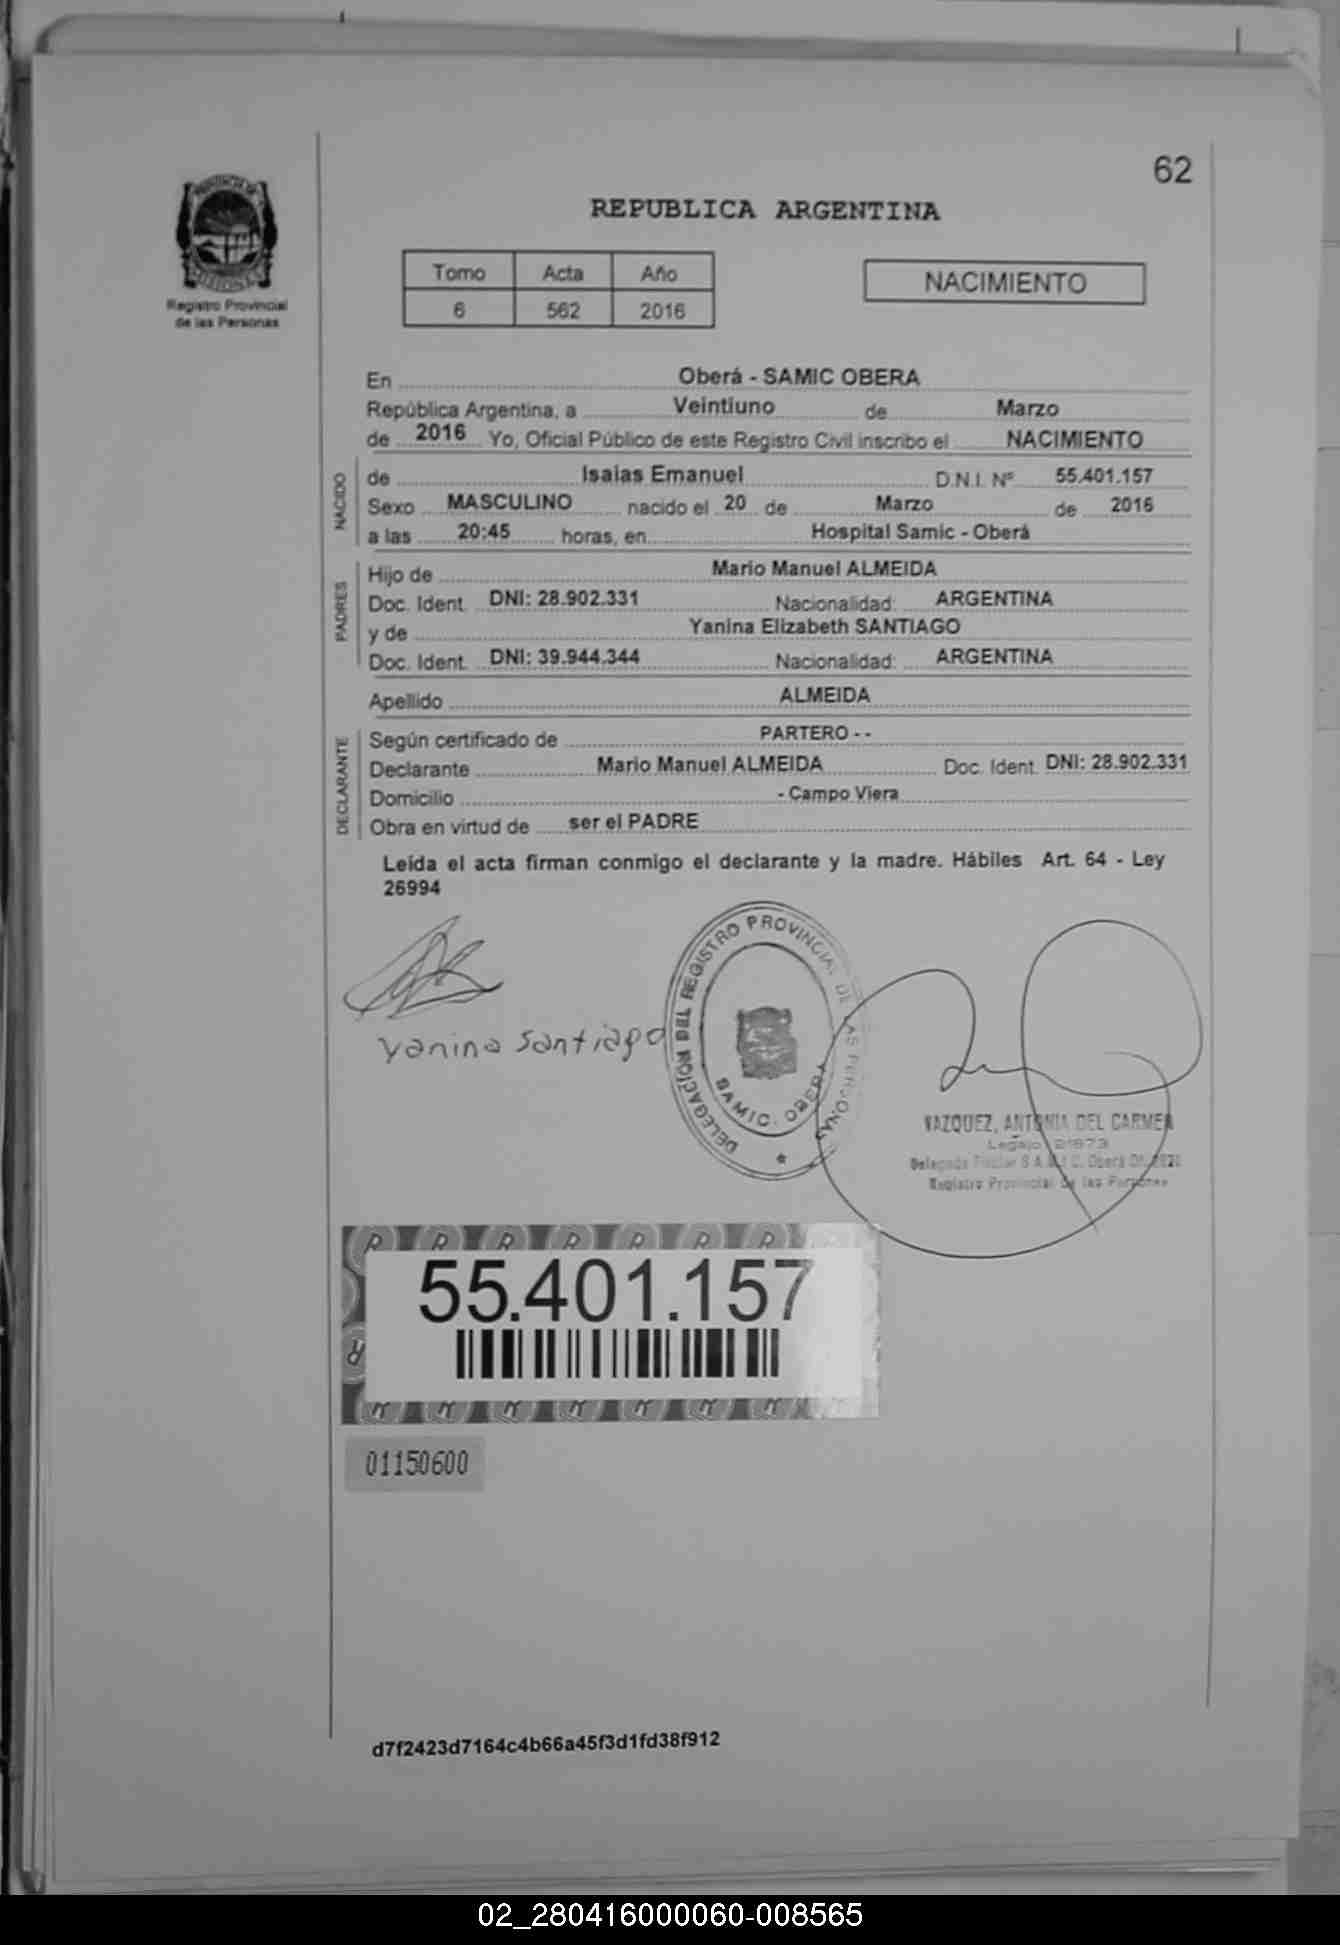 62
REPUBLICA ARGENTINA
PROVINCIA DE
MISIONES
Registro Provincial
de las Personas
Tomo Acta Año
6 562 2016
NACIMIENTO
En Oberá - SAMIC OBERA
República Argentina, a Veintiuno de Marzo
de 2016 Yo, Oficial Público de este Registro Civil inscribo el NACIMIENTO
NACIDO
de Isaias Emanuel D.N.I. Nº 55.401.157
Sexo MASCULINO nacido el 20 de Marzo de 2016
a las 20:45 horas, en Hospital Samic - Oberá
PADRES
Hijo de Mario Manuel ALMEIDA
Doc. Ident. DNI: 28.902.331 Nacionalidad: ARGENTINA
y de Yanina Elizabeth SANTIAGO
Doc. Ident. DNI: 39.944.344 Nacionalidad: ARGENTINA
Apellido ALMEIDA
DECLARANTE
Según certificado de PARTERO - -
Declarante Mario Manuel ALMEIDA Doc. Ident. DNI: 28.902.331
Domicilio - Campo Viera
Obra en virtud de ser el PADRE
Leída el acta firman conmigo el declarante y la madre. Hábiles Art. 64 - Ley
26994
yanina santiago
DELEGACIÓN DEL REGISTRO PROVINCIAL DE LAS PERSONAS
SAMIC. OBERA
VAZQUEZ, ANTONIA DEL CARMEN
Legajo 21873
Delegada Titular S.A.M.I.C. Oberá
Registro Provincial de las Personas
55.401.157
01150600
d7f2423d7164c4b66a45f3d1fd38f912
02_280416000060-008565